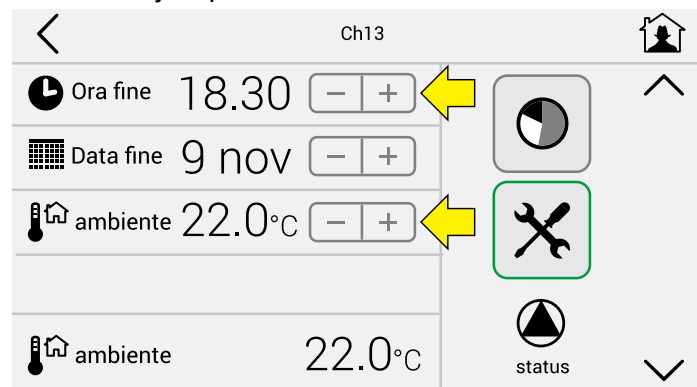 Ch13
Ora fine 18.30 - +
Data fine 9 nov - +
ambiente 22.0°C - +
ambiente 22.0°C
status